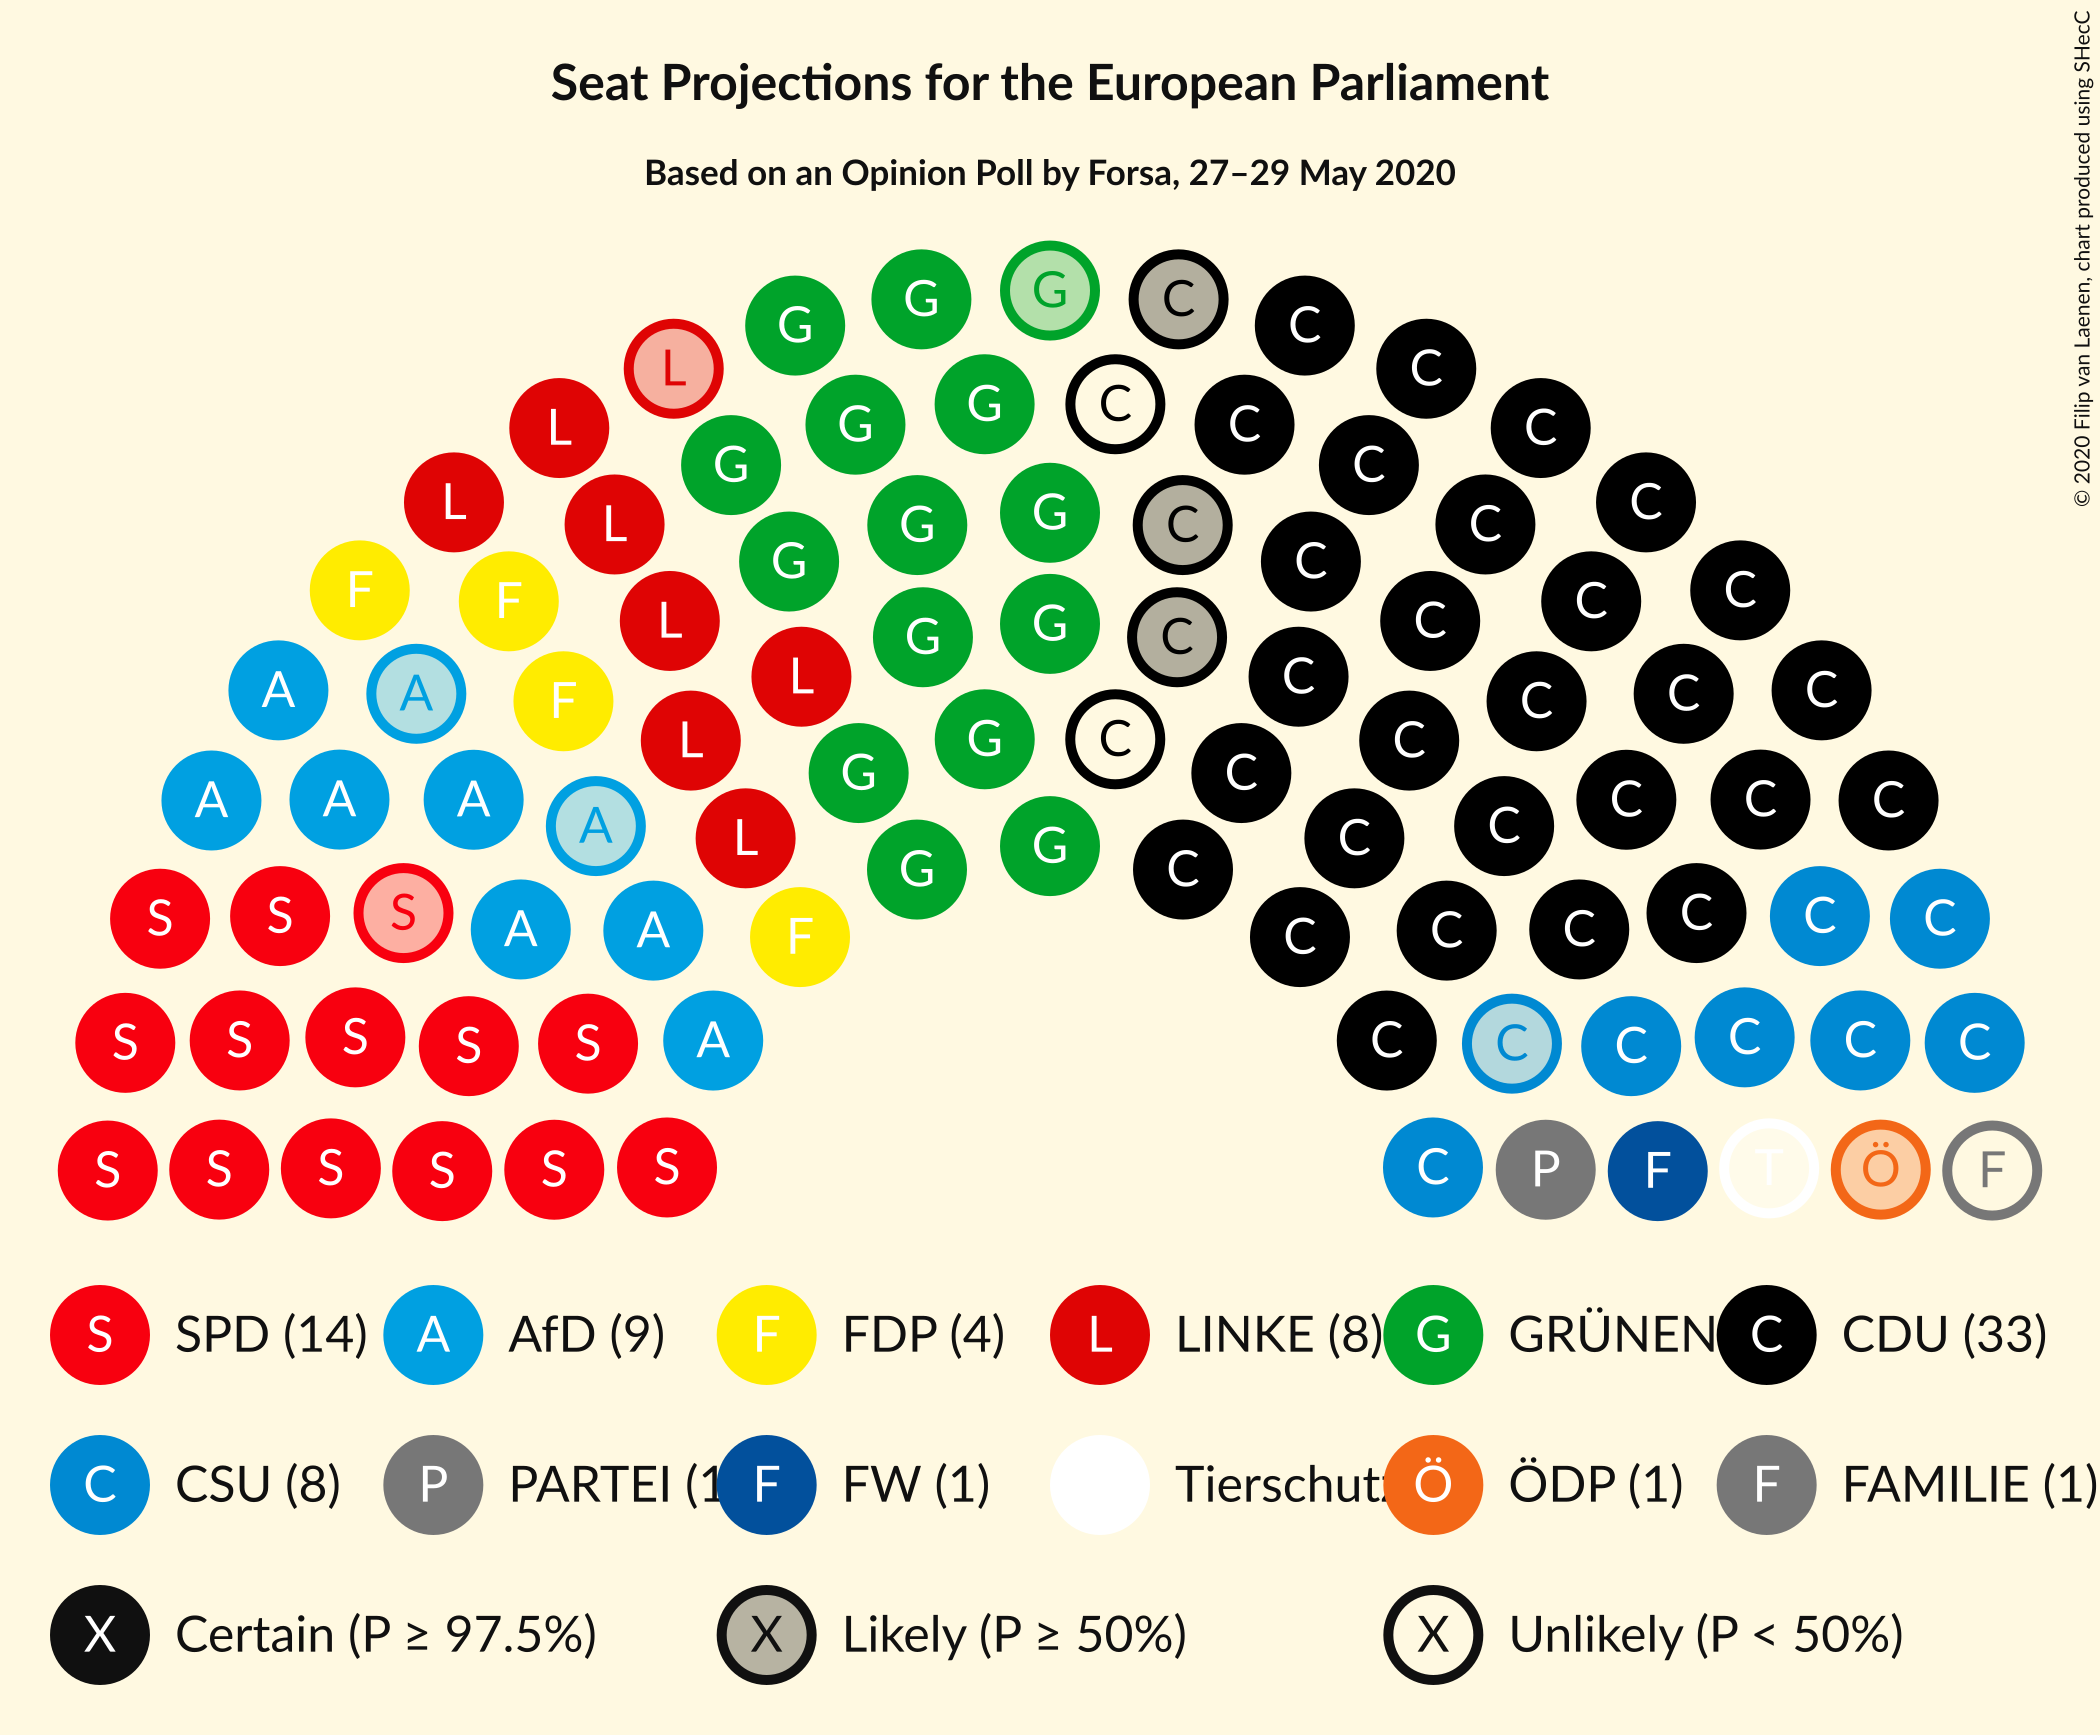 Seat Projections for the European Parliament
Based on an Opinion Poll by Forsa, 27–29 May 2020
© 2020 Filip van Laenen, chart produced using SHecC
G G C
G C
L C
G C
L G C C
G C
L L G G C C C
G C
F F C C
L G G C C
A A F L C C C C
L G C C
A A A G C C C C
A L G C C
G C
S S S A A F C C C C C C
S S S S S A C C C C C C
S S S S S S C P F T Ö F
S SPD (14) A AfD (9) F FDP (4) L LINKE (8) G GRÜNEN C CDU (33)
C CSU (8) P PARTEI (1 F FW (1) Tierschutz Ö ÖDP (1) F FAMILIE (1)
X Certain (P ≥ 97.5%) X Likely (P ≥ 50%) X Unlikely (P < 50%)